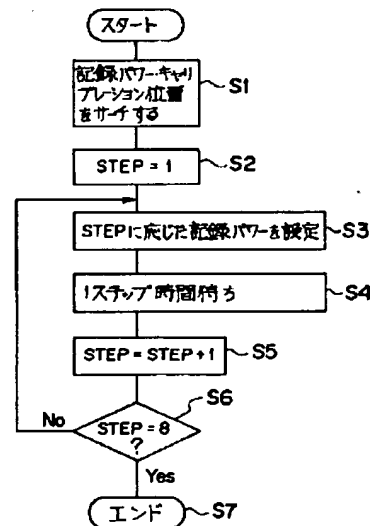 スタート
記録パワー・キャリ
ブレーション位置
をサーチする
S1
STEP = 1
S2
STEPに応じた記録パワーを設定
S3
1ステップ時間待ち
S4
STEP = STEP+1
S5
S6
No
STEP = 8
?
Yes
エンド
S7